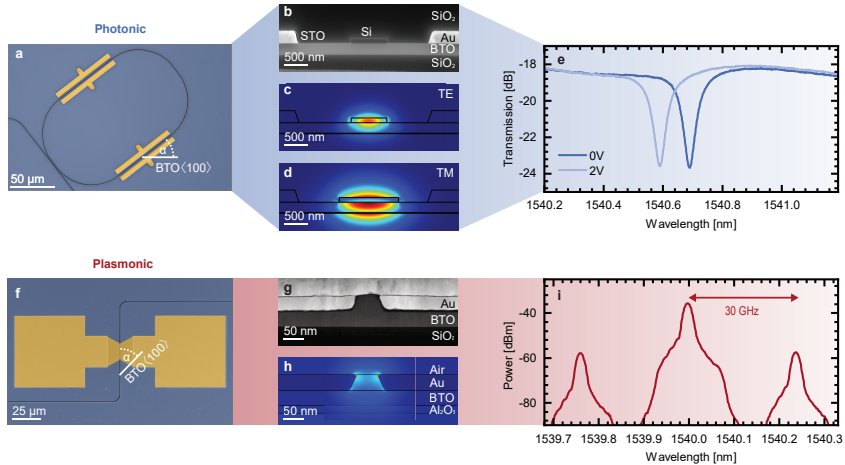 Photonic
a
α
BTO⟨100⟩
50 µm
b
SiO₂
STO
Si
Au
BTO
500 nm
SiO₂
c
TE
500 nm
d
TM
500 nm
e
Transmission [dB]
-18
-20
-22
-24
0V
2V
1540.2
1540.4
1540.6
1540.8
1541.0
Wavelength [nm]
Plasmonic
f
α
BTO⟨100⟩
25 µm
g
Au
BTO
50 nm
SiO₂
h
Air
Au
BTO
50 nm
Al₂O₃
i
30 GHz
Power [dBm]
-40
-60
-80
1539.7
1539.8
1539.9
1540.0
1540.1
1540.2
1540.3
Wavelength [nm]